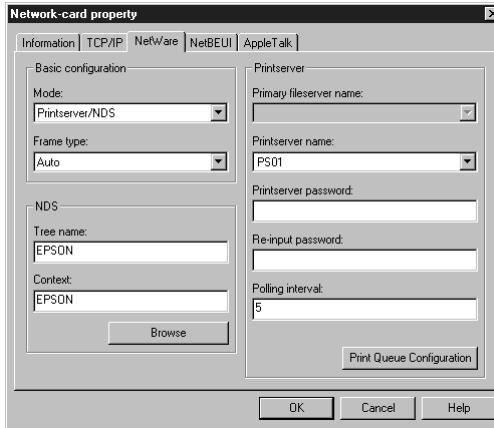 Network-card property
Information TCP/IP NetWare NetBEUI AppleTalk
Basic configuration
Mode:
Printserver/NDS
Frame type:
Auto
NDS
Tree name:
EPSON
Context:
EPSON
Browse
Printserver
Primary fileserver name:
Printserver name:
PS01
Printserver password:
Re-input password:
Polling interval:
5
Print Queue Configuration
OK Cancel Help